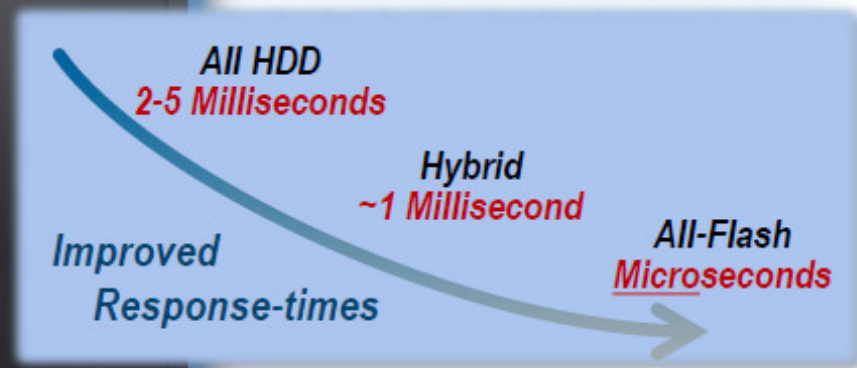 All HDD
2-5 Milliseconds
Hybrid
~1 Millisecond
All-Flash
Microseconds
Improved
Response-times